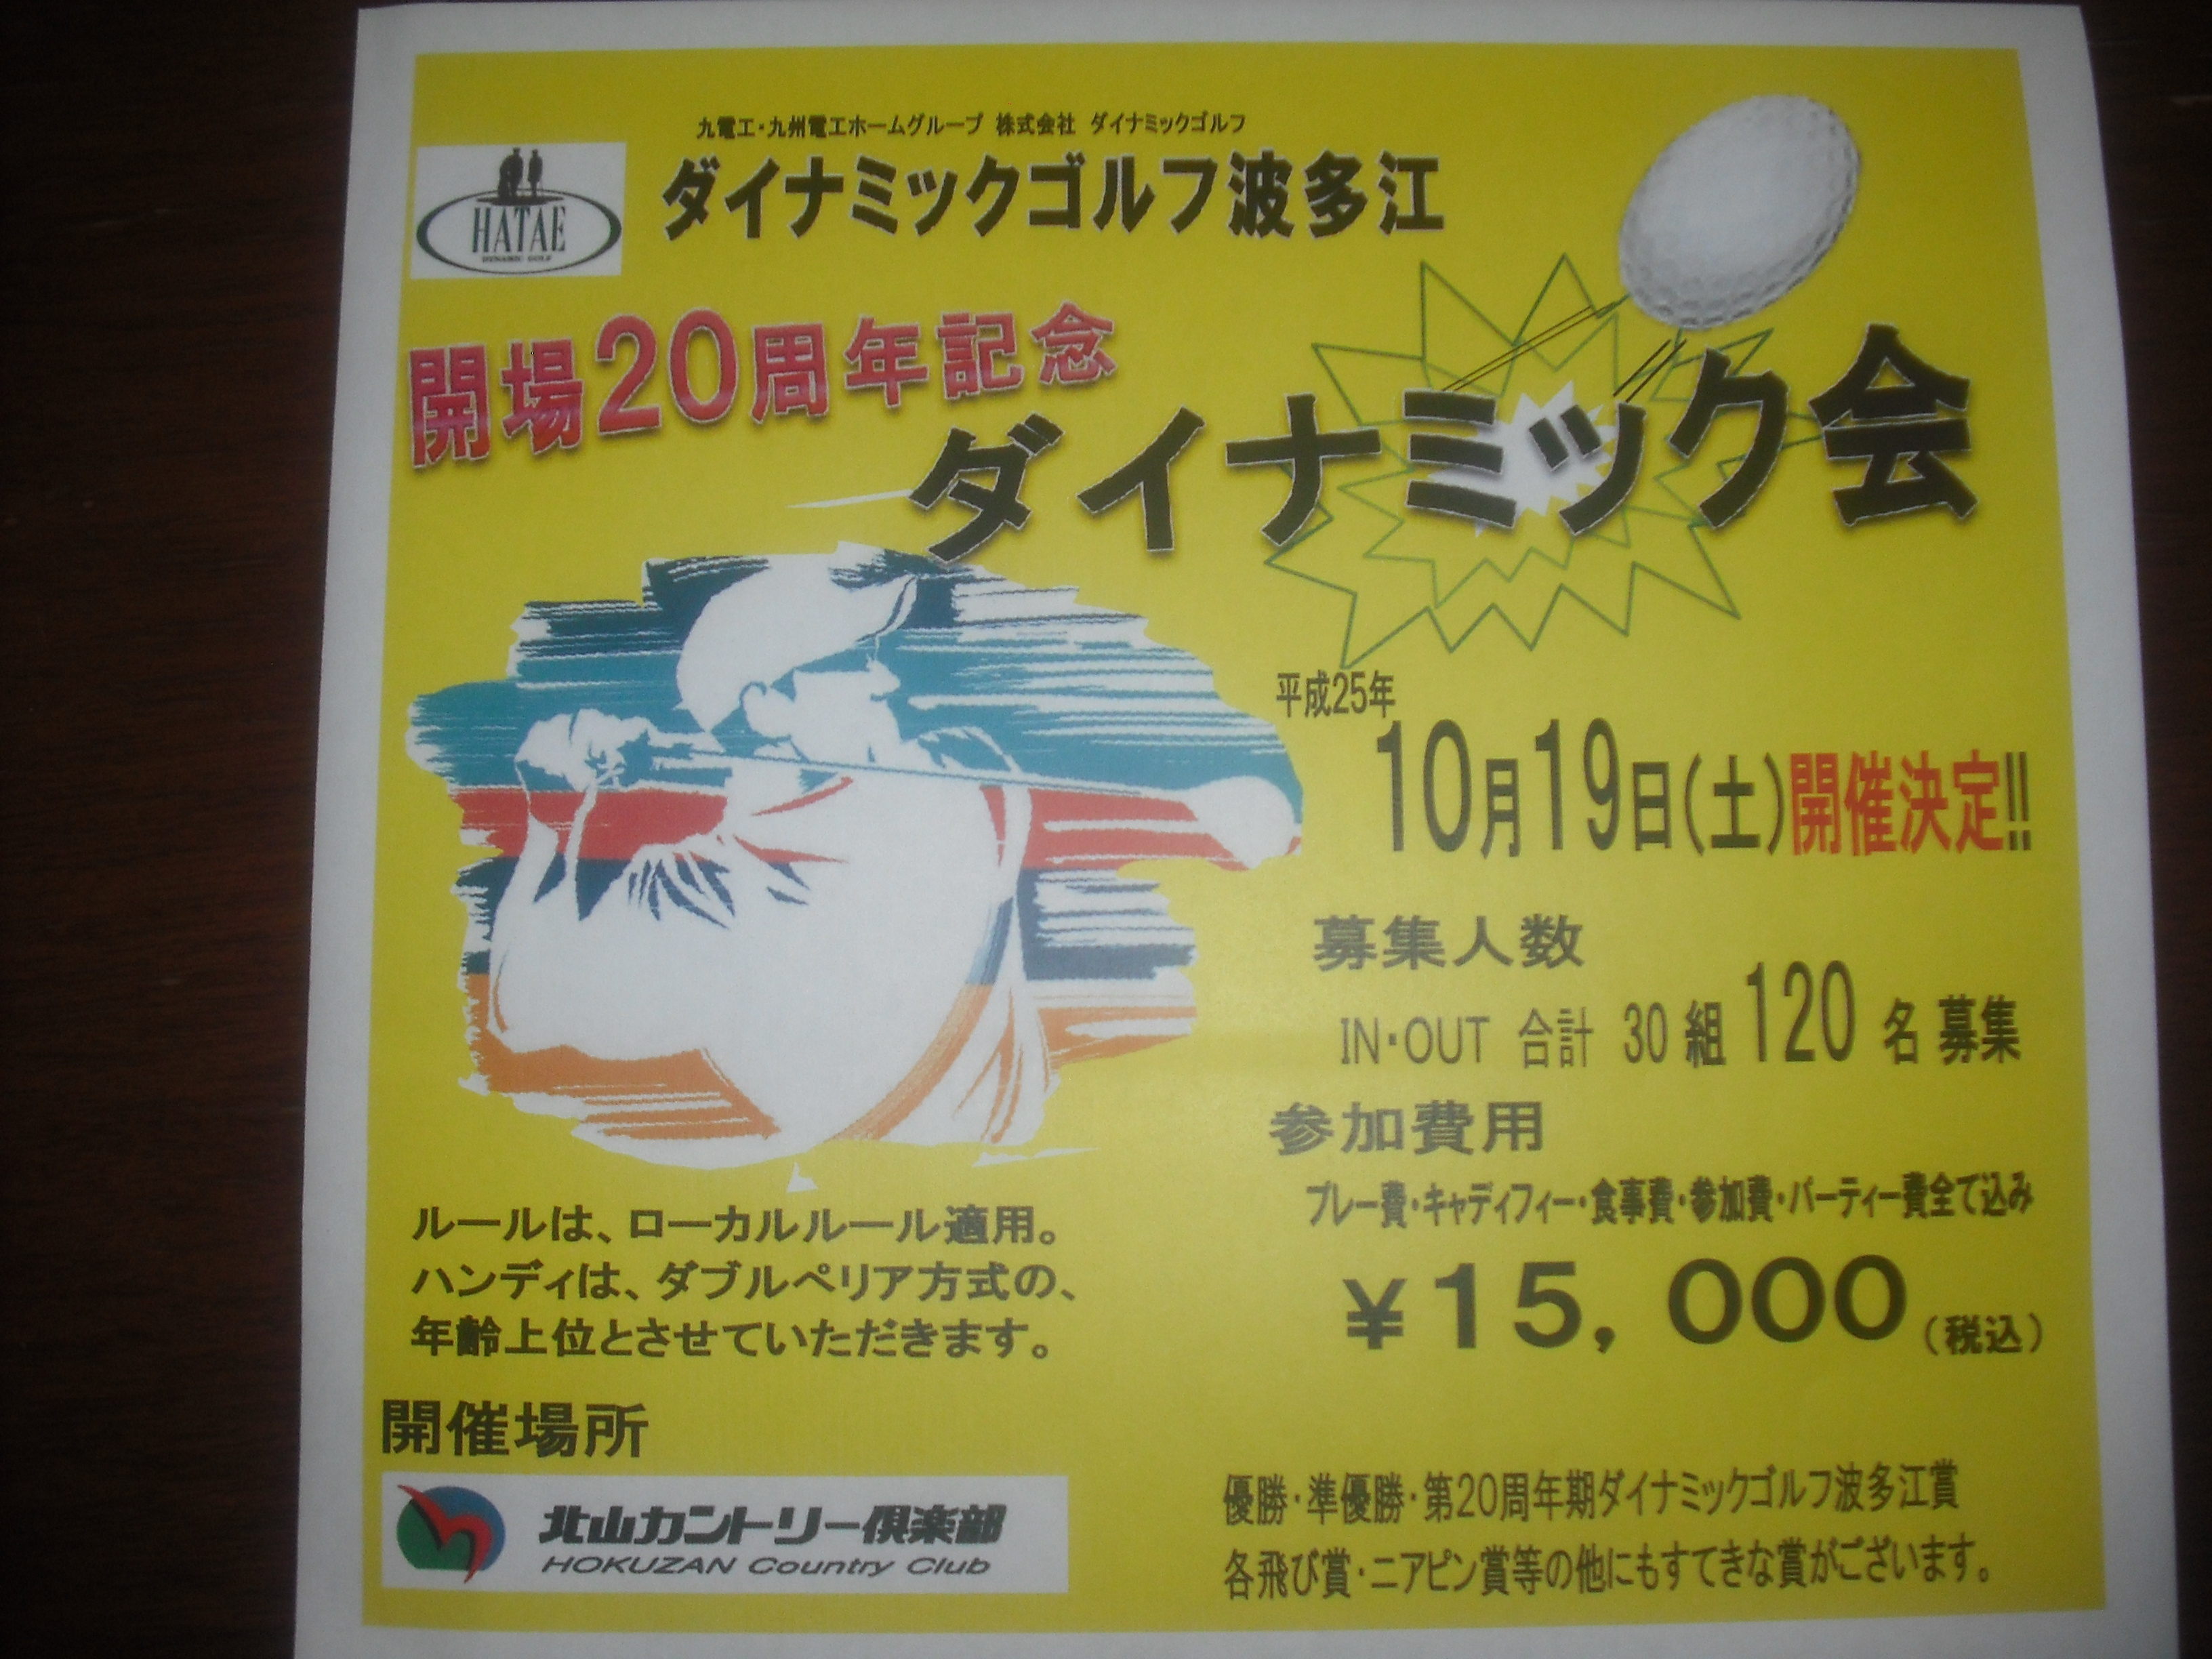 九電工・九州電工ホームグループ 株式会社 ダイナミックゴルフ
HATAE
DYNAMIC GOLF
ダイナミックゴルフ波多江
開場20周年記念
ダイナミック会
平成25年
10月19日(土)開催決定!!
募集人数
IN・OUT 合計 30 組 120 名 募集
参加費用
プレー費・キャディフィー・食事費・参加費・パーティー費全て込み
¥15,000(税込)
ルールは、ローカルルール適用。
ハンディは、ダブルペリア方式の、
年齢上位とさせていただきます。
開催場所
北山カントリー倶楽部
HOKUZAN Country Club
優勝・準優勝・第20周年期ダイナミックゴルフ波多江賞
各飛び賞・ニアピン賞等の他にもすてきな賞がございます。